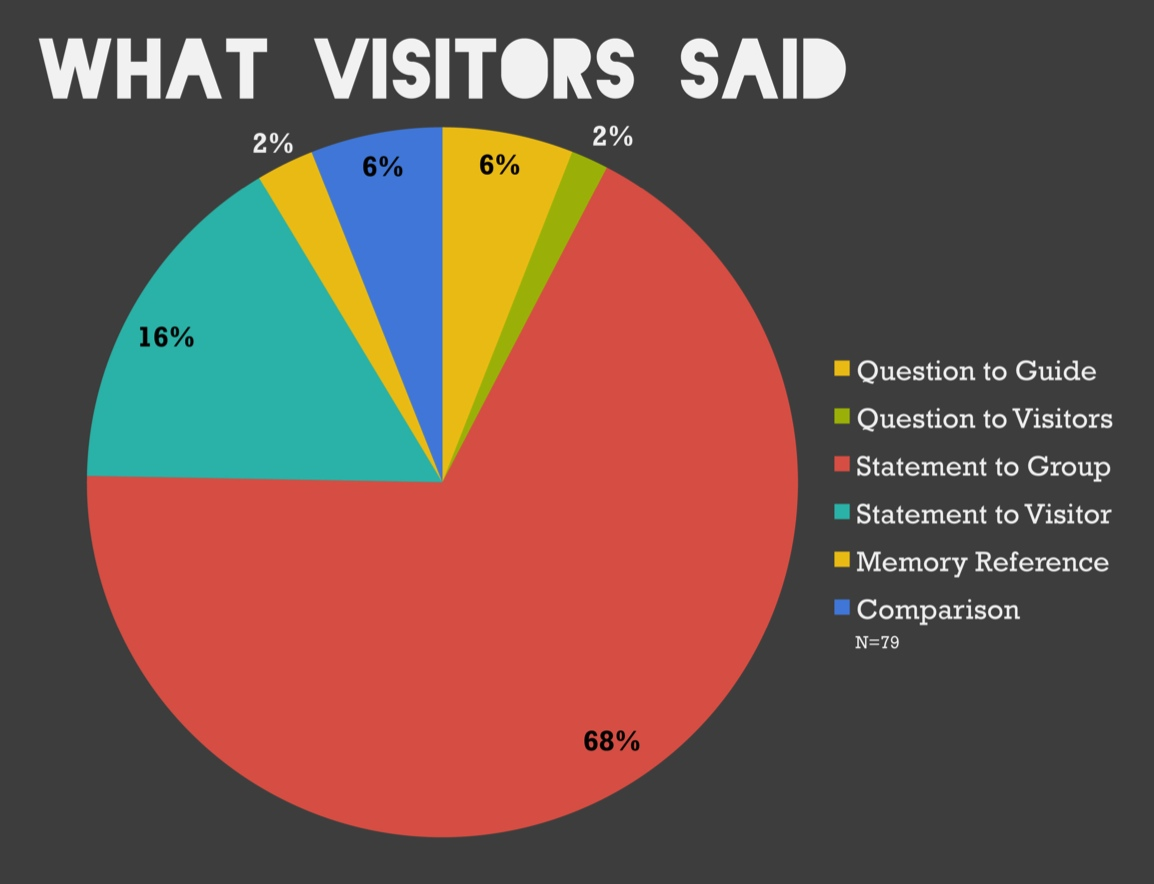 WHAT VISITORS SAID
2%
2%
6%
6%
16%
68%
Question to Guide
Question to Visitors
Statement to Group
Statement to Visitor
Memory Reference
Comparison
N=79